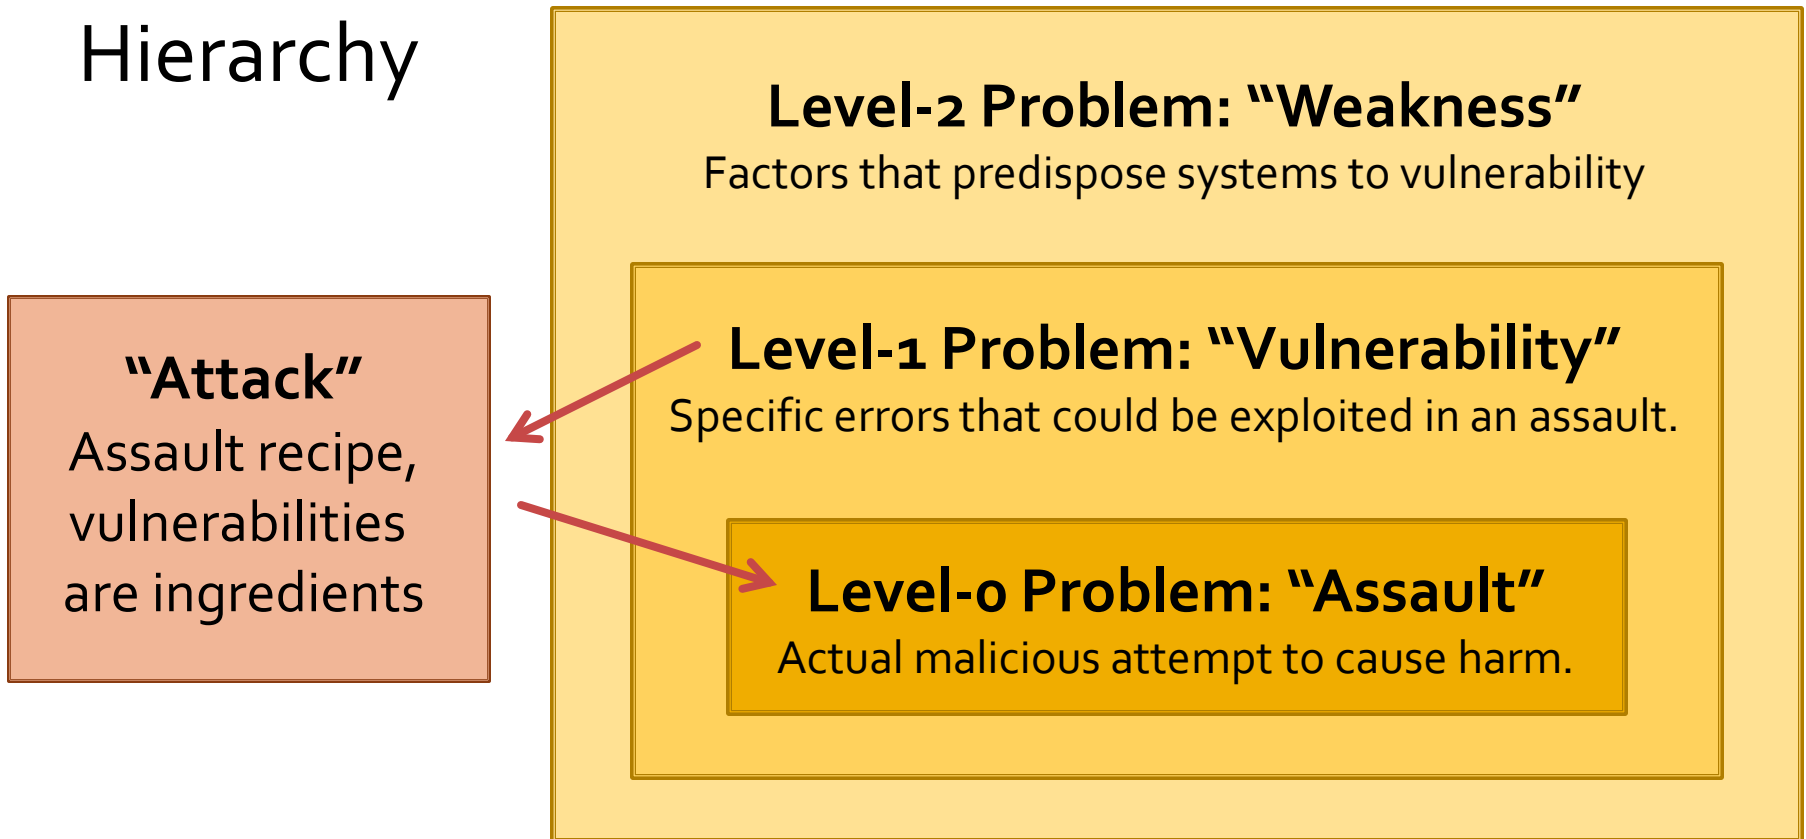 Hierarchy
Level-2 Problem: “Weakness”
Factors that predispose systems to vulnerability
“Attack”
Assault recipe,
vulnerabilities
are ingredients
Level-1 Problem: “Vulnerability”
Specific errors that could be exploited in an assault.
Level-0 Problem: “Assault”
Actual malicious attempt to cause harm.